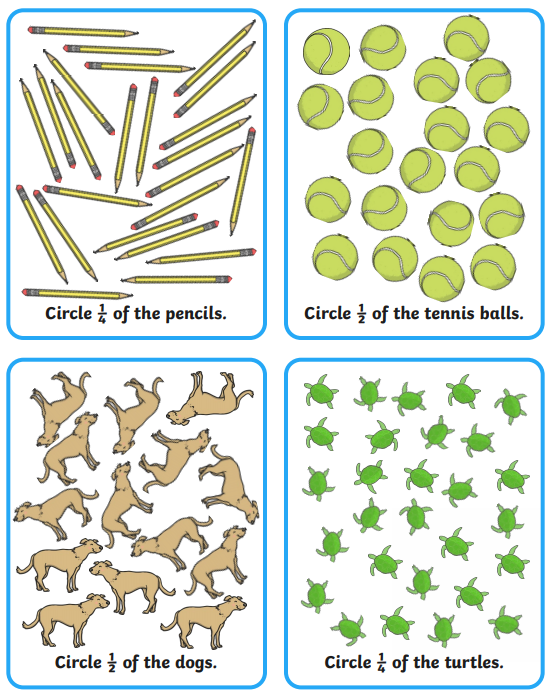 Circle 1/4 of the pencils.
Circle 1/2 of the tennis balls.
Circle 1/2 of the dogs.
Circle 1/4 of the turtles.